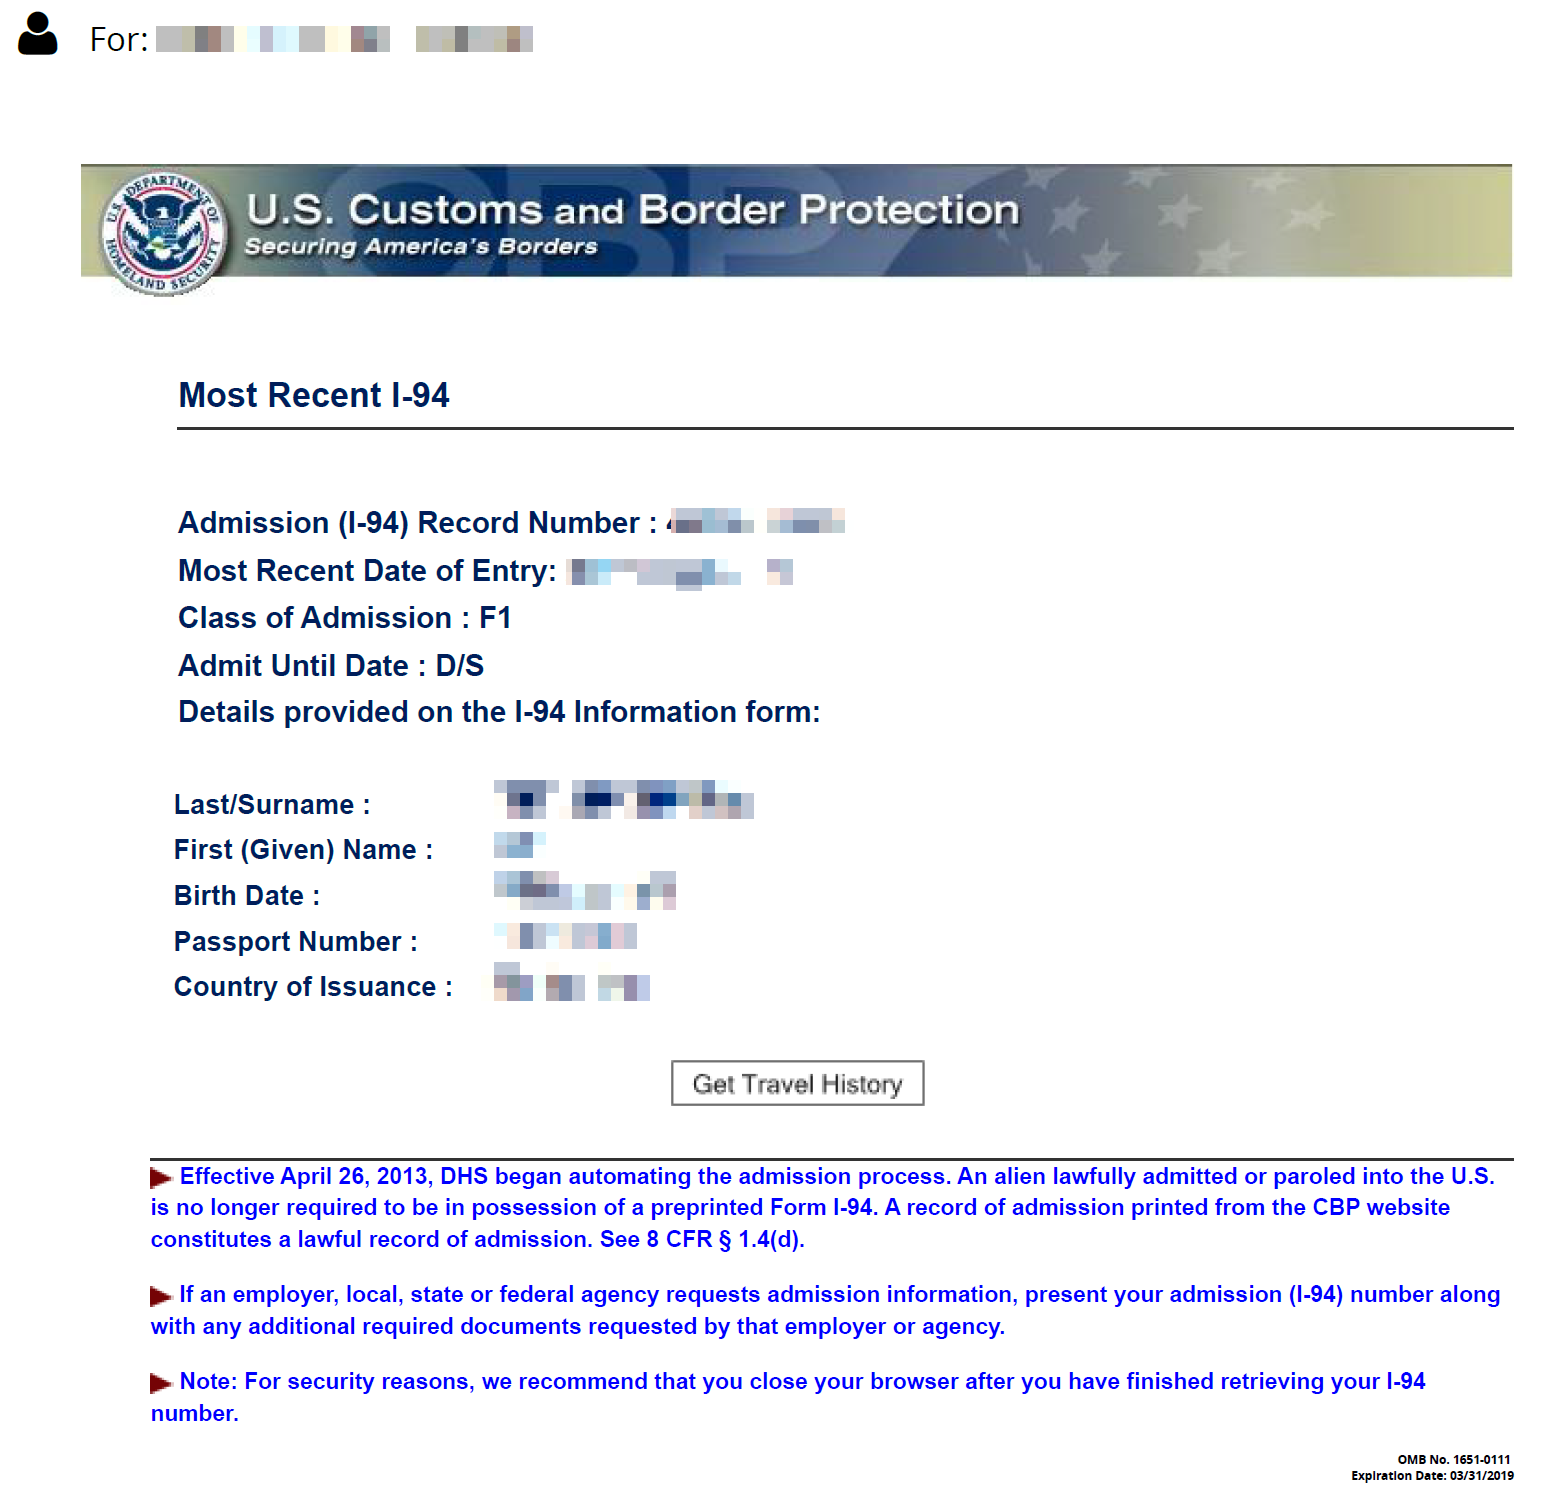 For:
U.S. DEPARTMENT OF HOMELAND SECURITY
U.S. Customs and Border Protection
Securing America's Borders
CBP
Most Recent I-94
Admission (I-94) Record Number :
Most Recent Date of Entry:
Class of Admission : F1
Admit Until Date : D/S
Details provided on the I-94 Information form:
Last/Surname :
First (Given) Name :
Birth Date :
Passport Number :
Country of Issuance :
Get Travel History
Effective April 26, 2013, DHS began automating the admission process. An alien lawfully admitted or paroled into the U.S.
is no longer required to be in possession of a preprinted Form I-94. A record of admission printed from the CBP website
constitutes a lawful record of admission. See 8 CFR § 1.4(d).
If an employer, local, state or federal agency requests admission information, present your admission (I-94) number along
with any additional required documents requested by that employer or agency.
Note: For security reasons, we recommend that you close your browser after you have finished retrieving your I-94
number.
OMB No. 1651-0111
Expiration Date: 03/31/2019